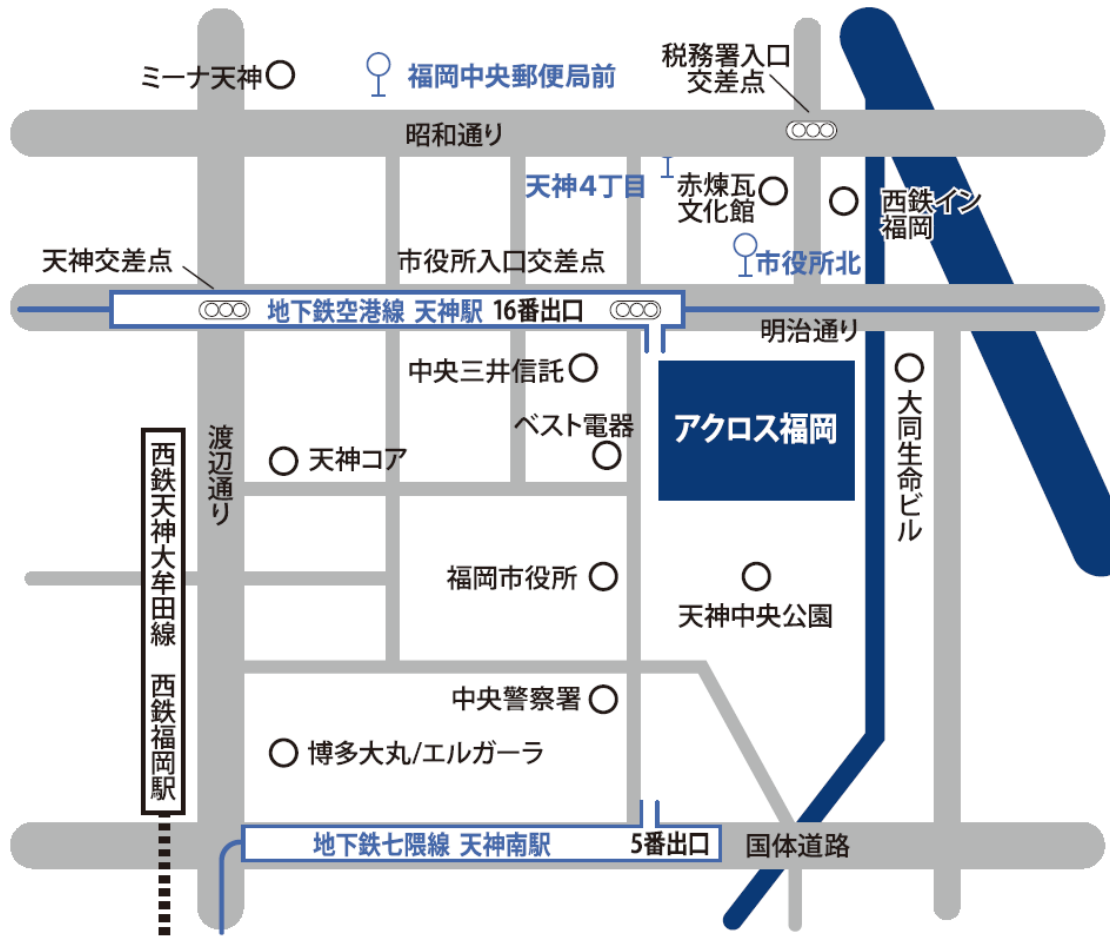 税務署入口
交差点
ミーナ天神
福岡中央郵便局前
昭和通り
天神4丁目
赤煉瓦
文化館
西鉄イン
福岡
天神交差点
市役所入口交差点
市役所北
地下鉄空港線 天神駅 16番出口
明治通り
中央三井信託
アクロス福岡
大同生命ビル
ベスト電器
渡辺通り
天神コア
西鉄天神大牟田線 西鉄福岡駅
福岡市役所
天神中央公園
中央警察署
博多大丸/エルガーラ
地下鉄七隈線 天神南駅 5番出口
国体道路